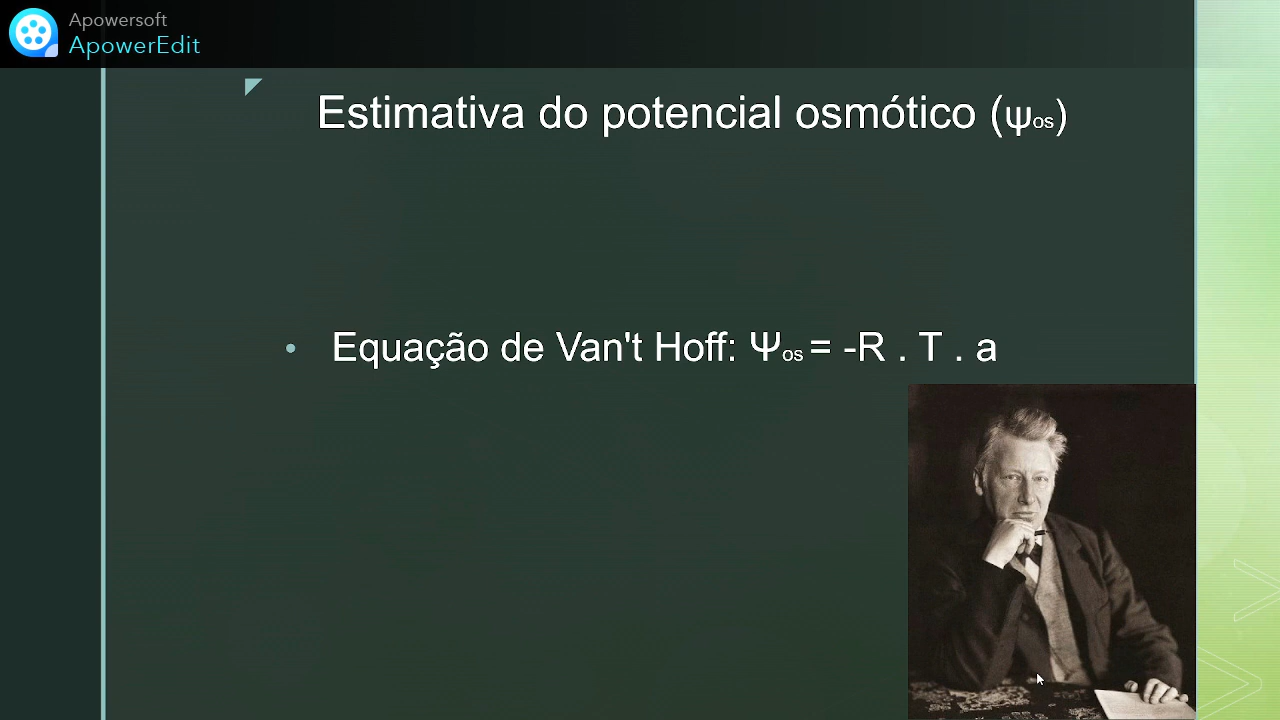 Apowersoft
ApowerEdit
Estimativa do potencial osmótico (ψos)
• Equação de Van't Hoff: Ψos = -R . T . a